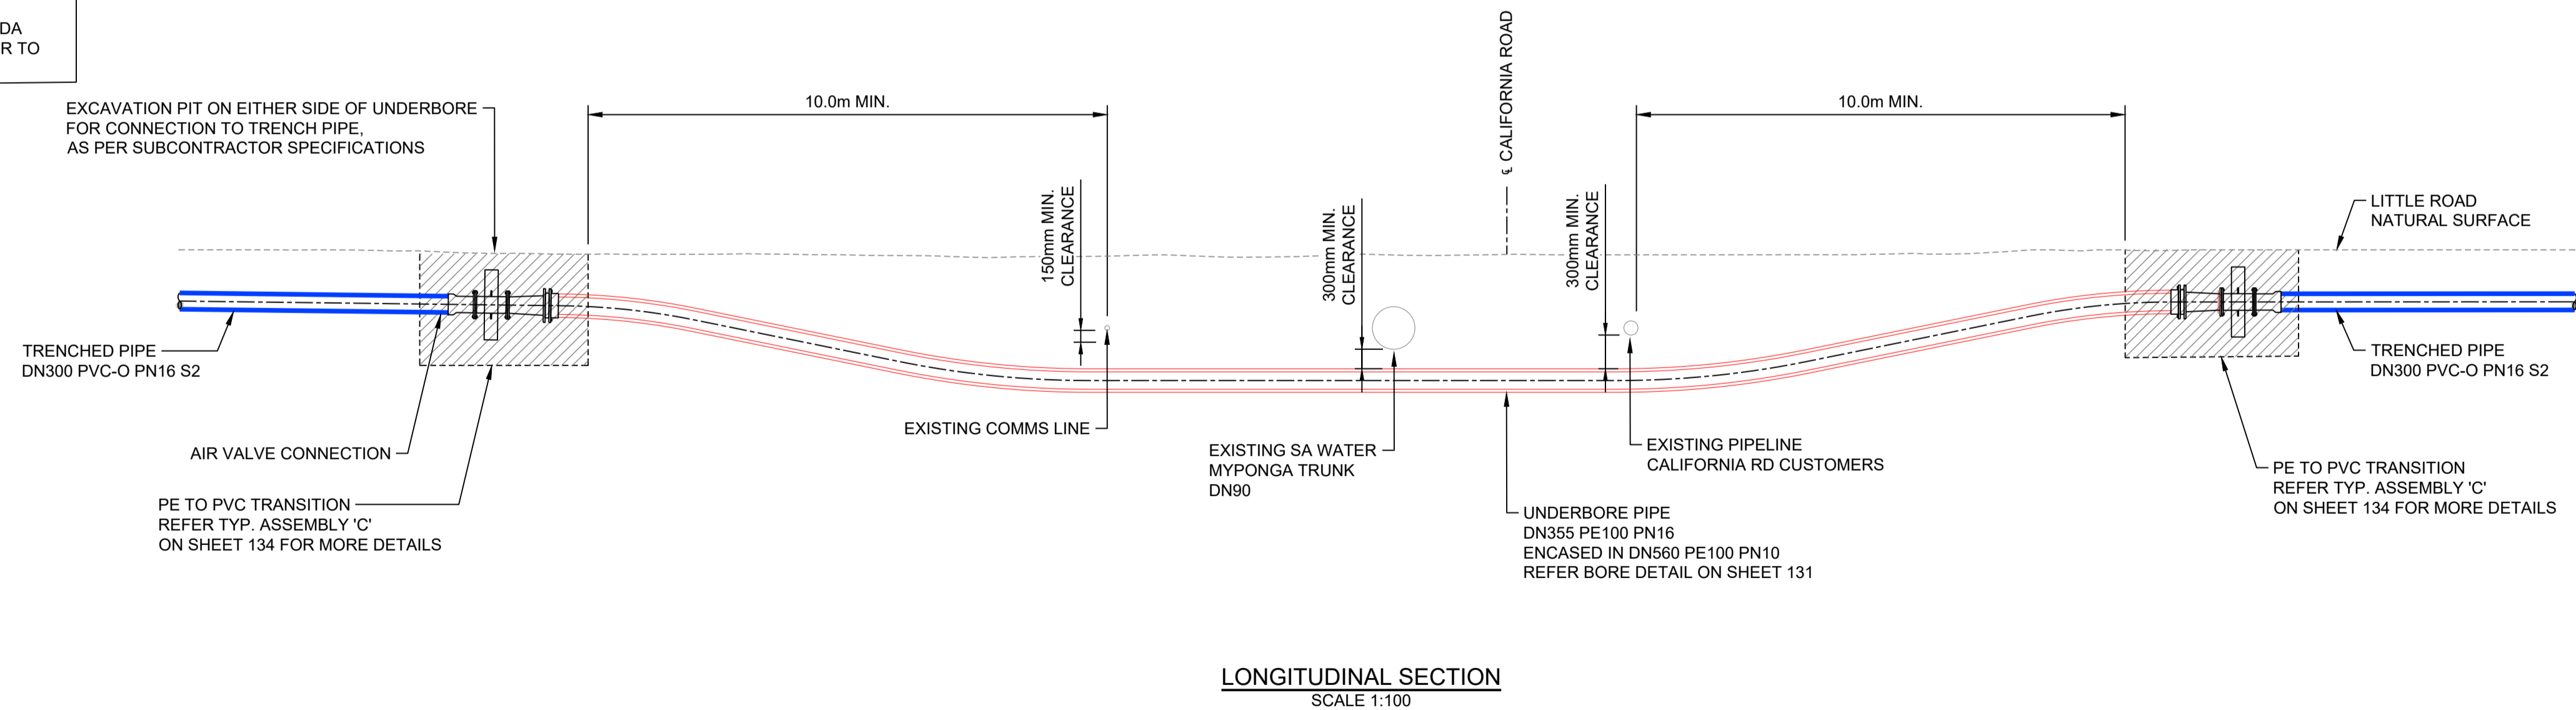 DA
R TO
EXCAVATION PIT ON EITHER SIDE OF UNDERBORE
FOR CONNECTION TO TRENCH PIPE,
AS PER SUBCONTRACTOR SPECIFICATIONS
10.0m MIN.
℄ CALIFORNIA ROAD
10.0m MIN.
150mm MIN.
CLEARANCE
300mm MIN.
CLEARANCE
300mm MIN.
CLEARANCE
LITTLE ROAD
NATURAL SURFACE
TRENCHED PIPE
DN300 PVC-O PN16 S2
TRENCHED PIPE
DN300 PVC-O PN16 S2
AIR VALVE CONNECTION
EXISTING COMMS LINE
EXISTING SA WATER
MYPONGA TRUNK
DN90
EXISTING PIPELINE
CALIFORNIA RD CUSTOMERS
PE TO PVC TRANSITION
REFER TYP. ASSEMBLY 'C'
ON SHEET 134 FOR MORE DETAILS
PE TO PVC TRANSITION
REFER TYP. ASSEMBLY 'C'
ON SHEET 134 FOR MORE DETAILS
UNDERBORE PIPE
DN355 PE100 PN16
ENCASED IN DN560 PE100 PN10
REFER BORE DETAIL ON SHEET 131
LONGITUDINAL SECTION
SCALE 1:100